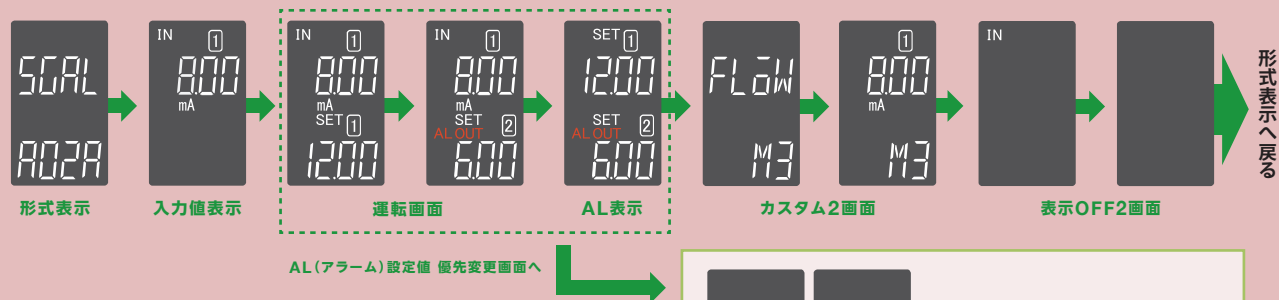 SGAL
A02A
形式表示
IN 1
8.00
mA
入力値表示
IN 1
8.00
mA
SET 1
12.00
IN 1
8.00
mA
SET
AL OUT 2
6.00
運転画面
SET 1
12.00
SET
AL OUT 2
6.00
AL表示
FLōW
M3
1
8.00
mA
M3
カスタム2画面
IN
表示OFF2画面
形式表示へ戻る
AL(アラーム)設定値 優先変更画面へ